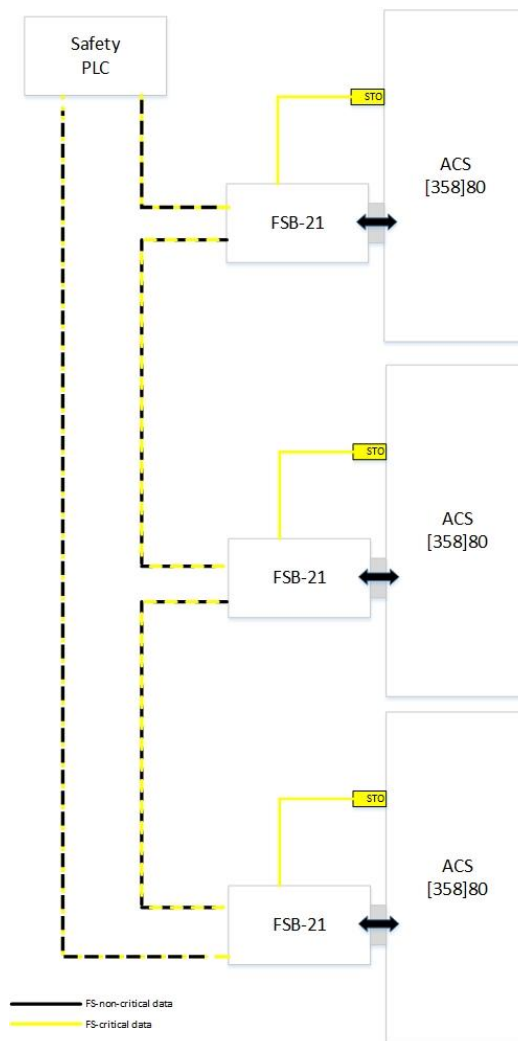 Safety
PLC
STO
ACS
[358]80
FSB-21
STO
ACS
[358]80
FSB-21
STO
ACS
[358]80
FSB-21
FS-non-critical data
FS-critical data